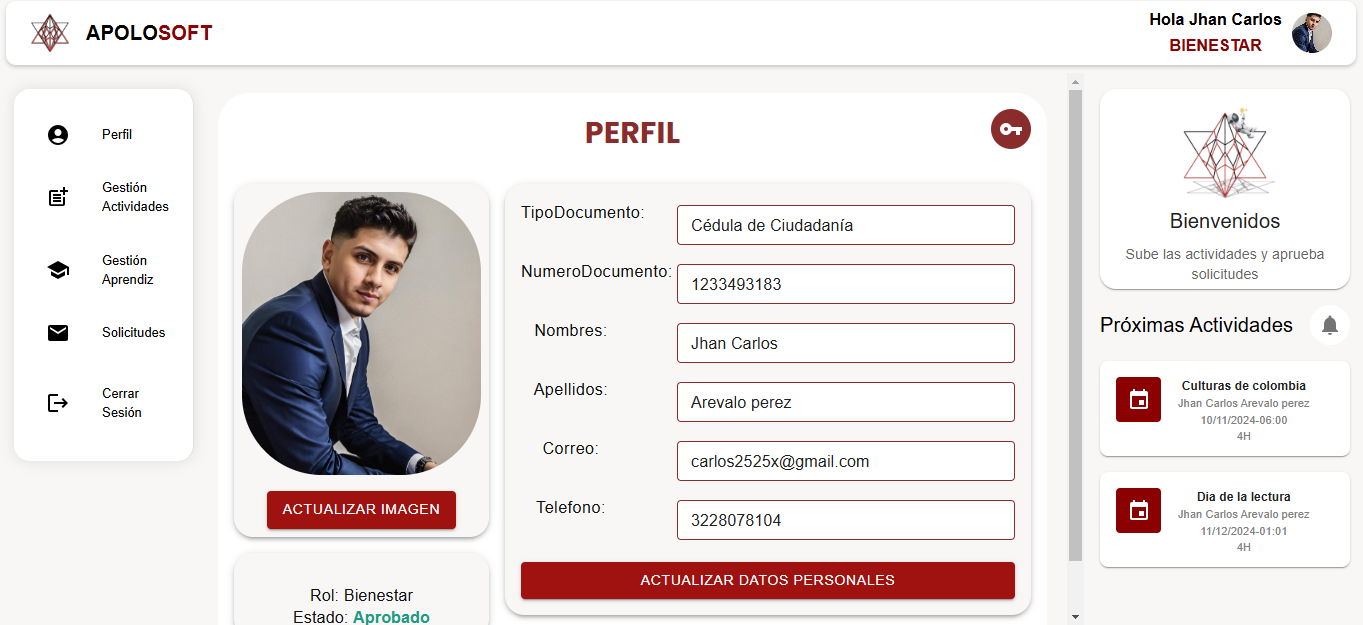 APOLOSOFT
Hola Jhan Carlos
BIENESTAR
Perfil
Gestión
Actividades
Gestión
Aprendiz
Solicitudes
Cerrar
Sesión
PERFIL
ACTUALIZAR IMAGEN
Rol: Bienestar
Estado: Aprobado
TipoDocumento:
Cédula de Ciudadanía
NumeroDocumento:
1233493183
Nombres:
Jhan Carlos
Apellidos:
Arevalo perez
Correo:
carlos2525x@gmail.com
Telefono:
3228078104
ACTUALIZAR DATOS PERSONALES
Bienvenidos
Sube las actividades y aprueba
solicitudes
Próximas Actividades
Culturas de colombia
Jhan Carlos Arevalo perez
10/11/2024-06:00
4H
Dia de la lectura
Jhan Carlos Arevalo perez
11/12/2024-01:01
4H